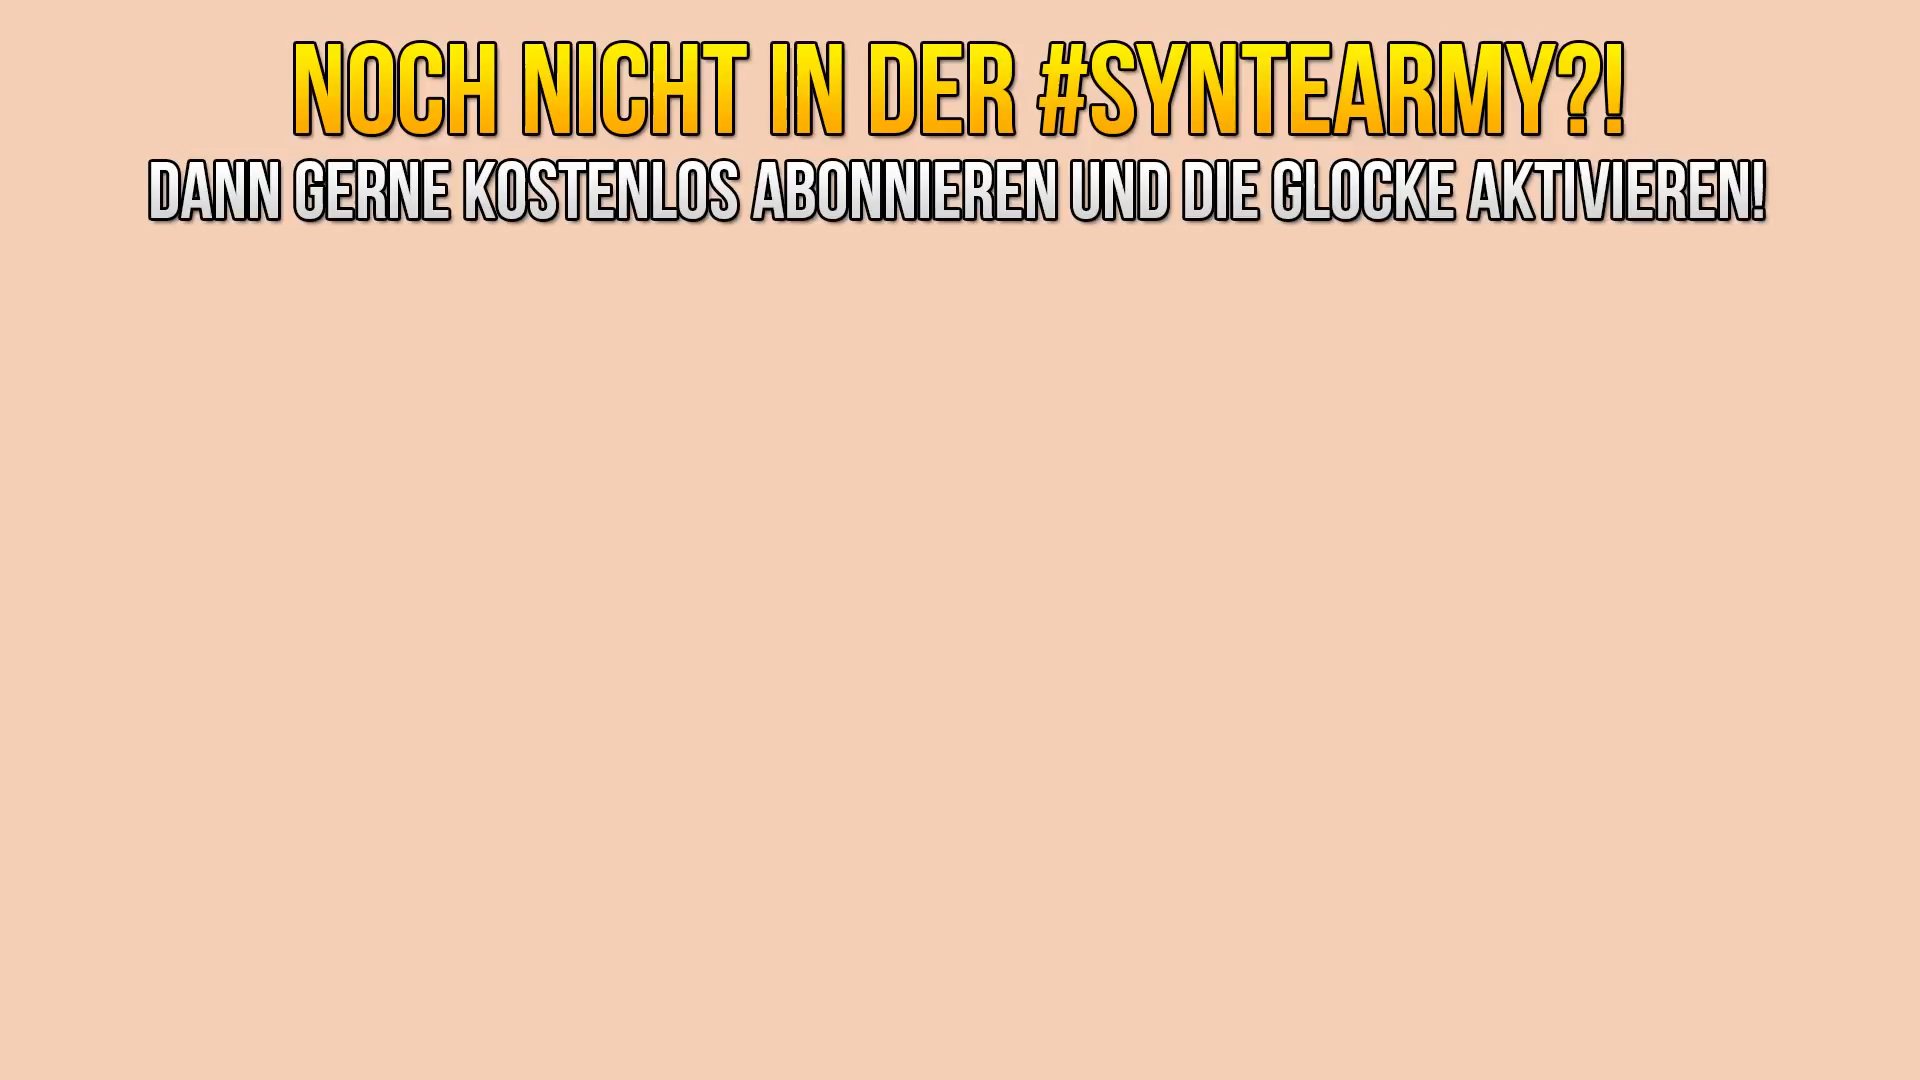 NOCH NICHT IN DER #SYNTEARMY?!
DANN GERNE KOSTENLOS ABONNIEREN UND DIE GLOCKE AKTIVIEREN!